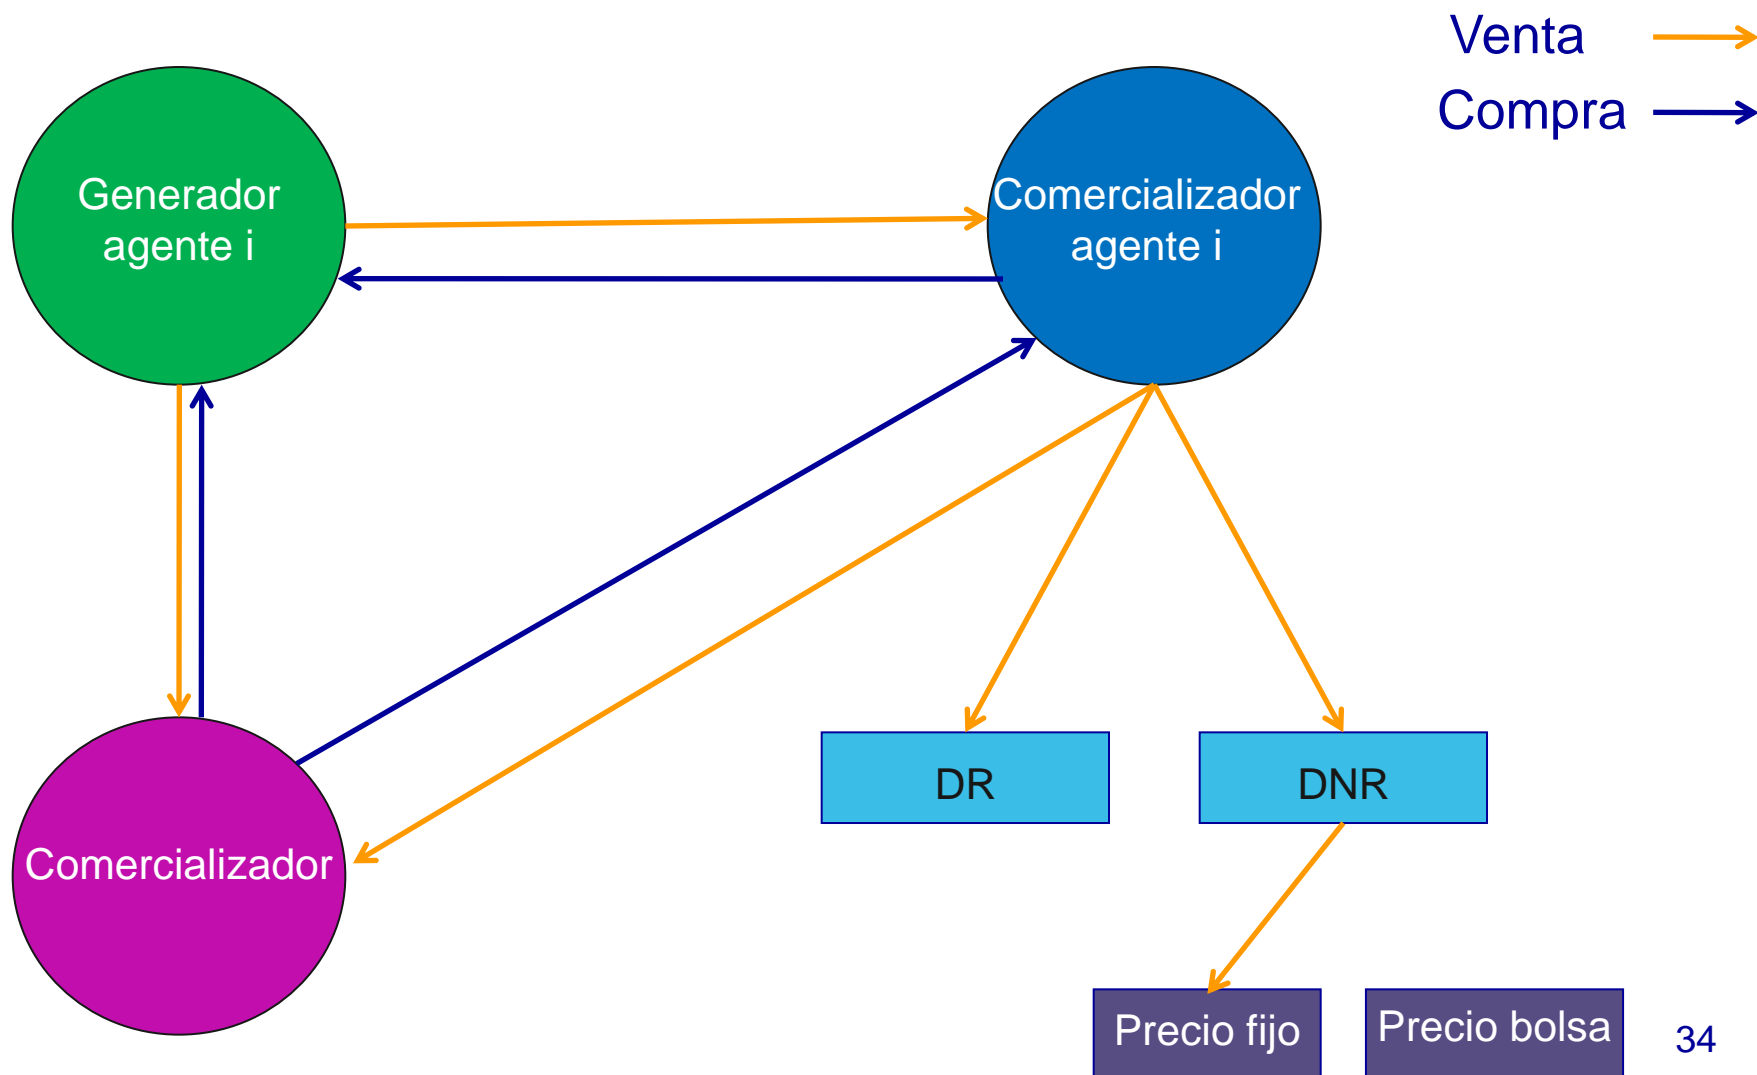 Venta
Compra
Generador
agente i
Comercializador
agente i
DR
DNR
Comercializador
Precio fijo
Precio bolsa
34